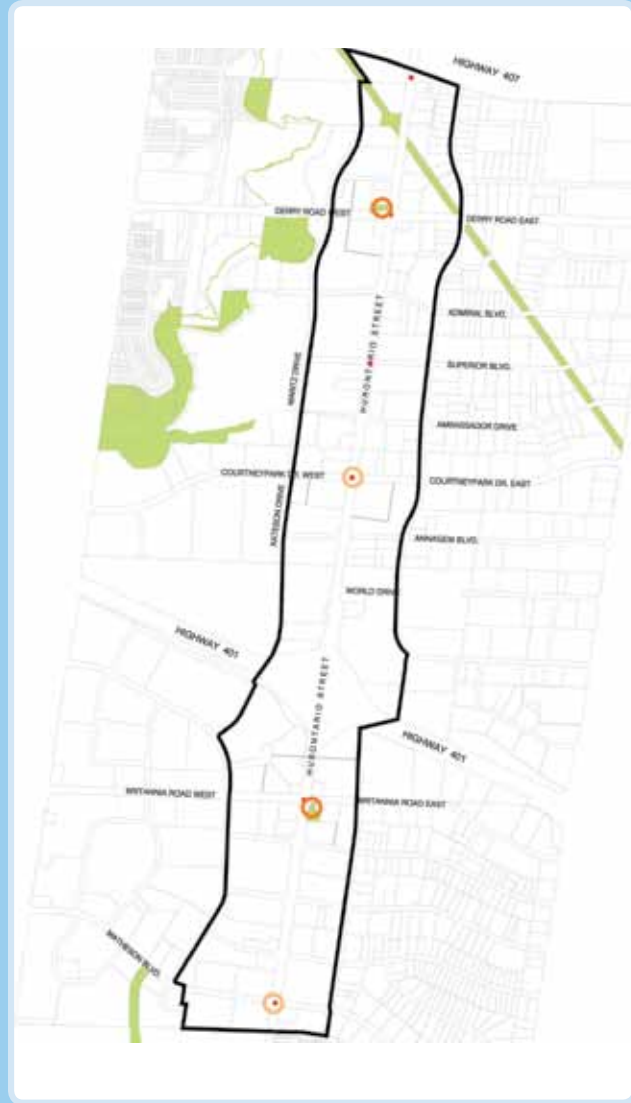 HIGHWAY 407
DERRY ROAD WEST
DERRY ROAD EAST
ADMIRAL BLVD.
HURONTARIO STREET
SUPERIOR BLVD.
AMBASSADOR DRIVE
COURTNEYPARK DR. WEST
COURTNEYPARK DR. EAST
ANNAGEM BLVD.
WORLD DRIVE
HIGHWAY 401
HURONTARIO STREET
HIGHWAY 401
BRITANNIA ROAD WEST
BRITANNIA ROAD EAST
MATHESON BLVD.